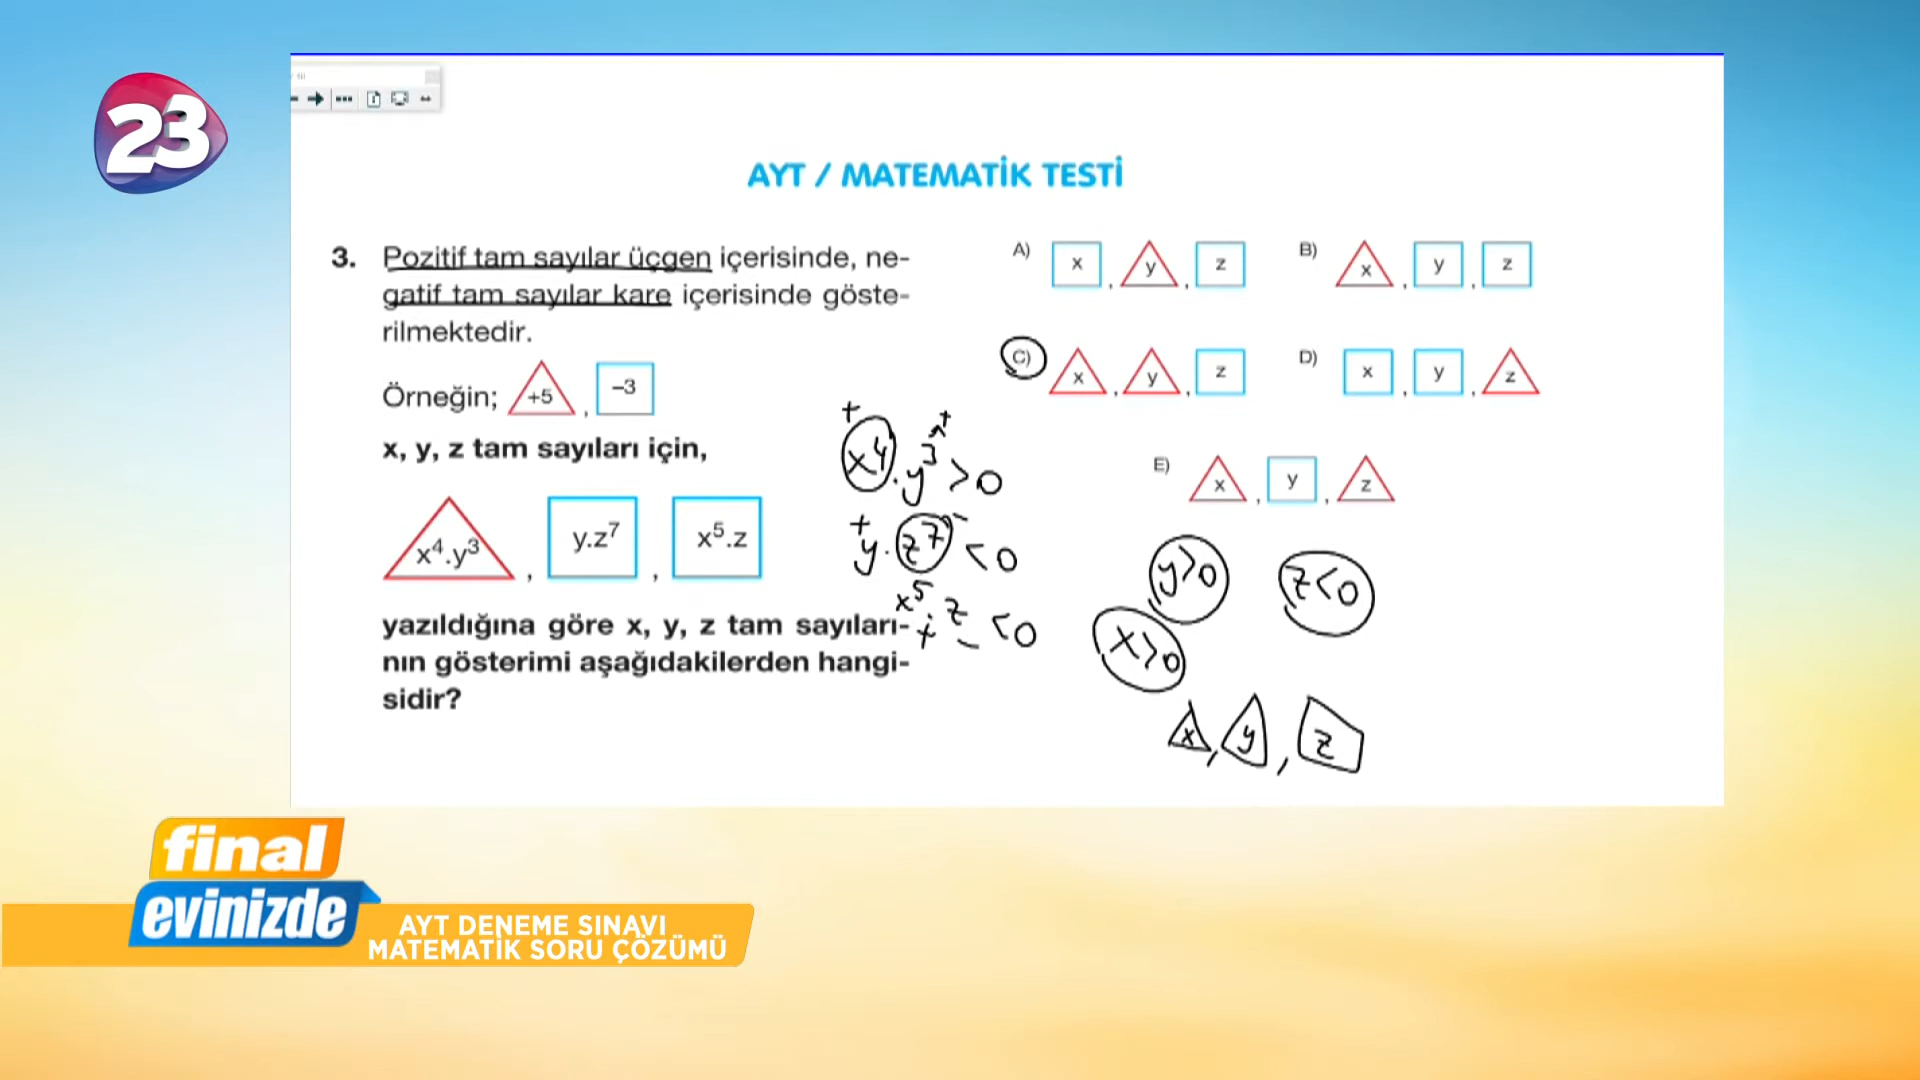 23
AYT / MATEMATİK TESTİ
3. Pozitif tam sayılar üçgen içerisinde, ne-
gatif tam sayılar kare içerisinde göste-
rilmektedir.
Örneğin; +5 , −3
x, y, z tam sayıları için,
x⁴.y³ , y.z⁷ , x⁵.z
yazıldığına göre x, y, z tam sayıları-
nın gösterimi aşağıdakilerden hangi-
sidir?
A) x , y , z
B) x , y , z
C) x , y , z
D) x , y , z
E) x , y , z
+ +
x⁴.y³>0
+ −
y.z⁷<0
x⁵.z<0
+ −
y>0 z<0
x>0
x, y, z
final
evinizde
AYT DENEME SINAVI
MATEMATİK SORU ÇÖZÜMÜ